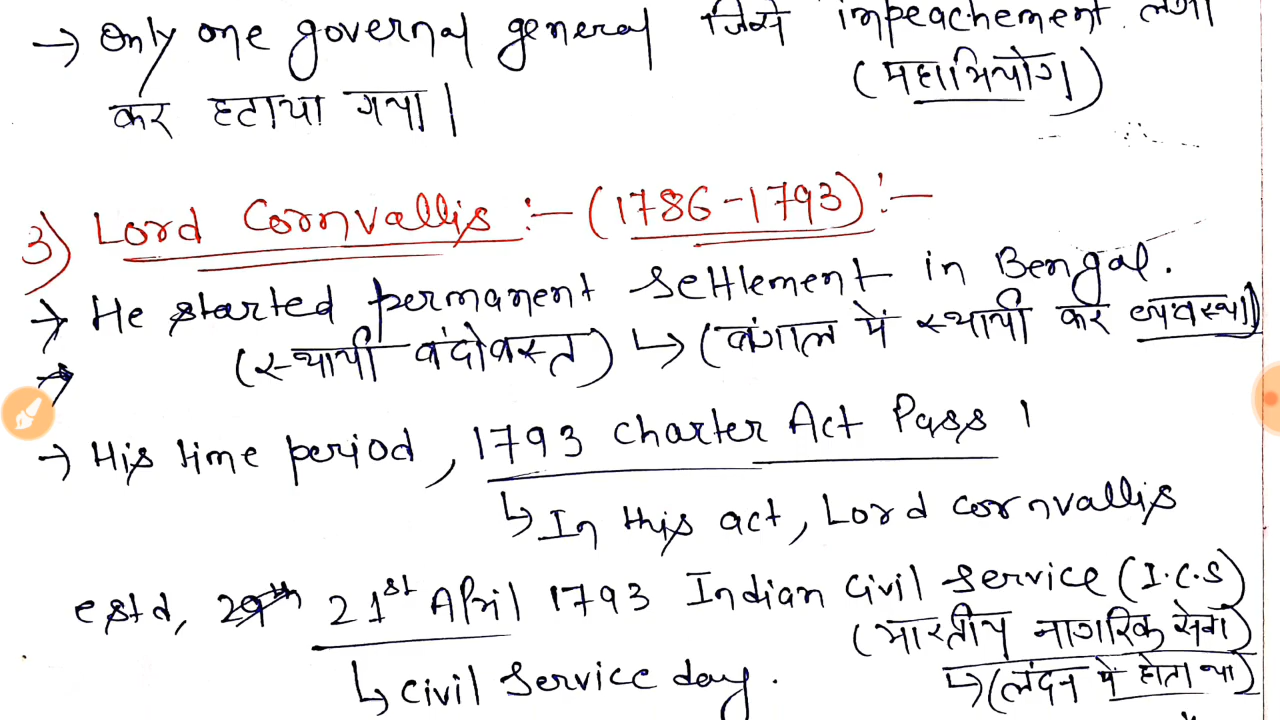 → Only one governal general जिसे impeachement लगा
(महाभियोग)
कर हटाया गया।
3) Lord Cornvallis :- (1786-1793) :-
→ He started permanent settlement in Bengal.
(स्थायी बंदोबस्त) ↳ (बंगाल में स्थायी कर व्यवस्था)
→
→ His time period, 1793 charter Act Pass।
↳ In this act, Lord cornvallis
estd, 29th 21st April 1793 Indian Civil Service (I.C.S)
(भारतीय नागरिक सेवा)
↳ civil Service day.
↳ (लंदन में होता था)